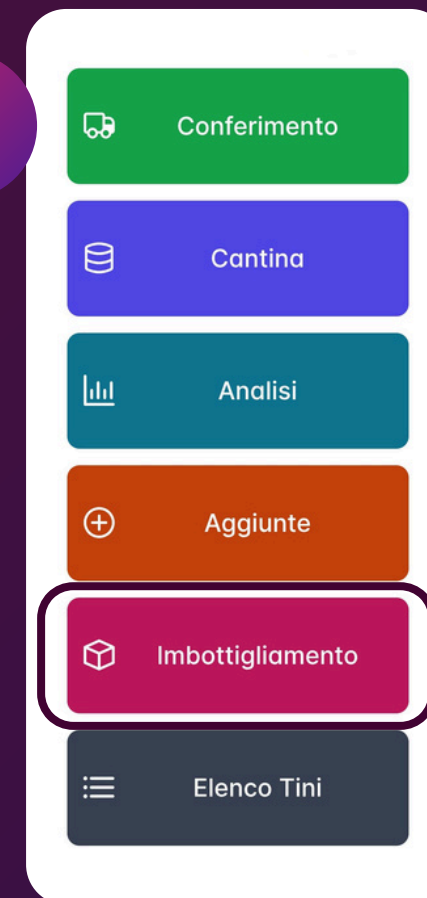 Conferimento
Cantina
Analisi
Aggiunte
Imbottigliamento
Elenco Tini